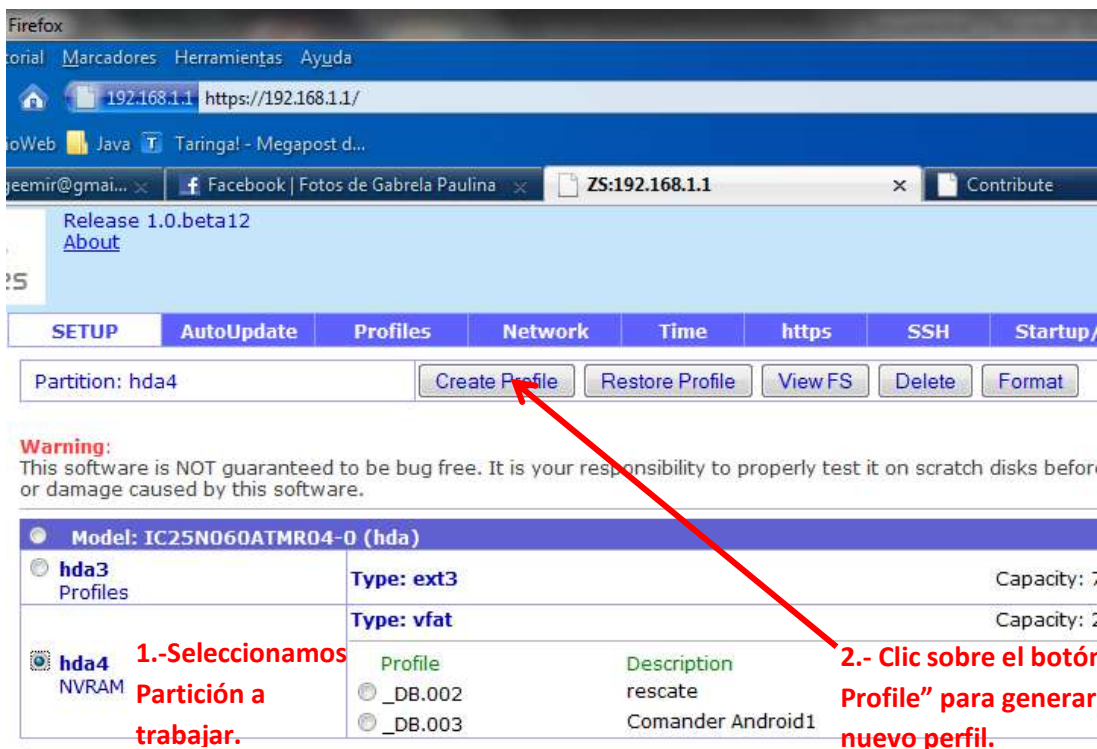 Firefox
Marcadores Herramientas Ayuda
192.168.1.1 https://192.168.1.1/
Java T Taringa! - Megapost d...
Facebook | Fotos de Gabrela Paulina × ZS:192.168.1.1 × Contribute
Release 1.0.beta12
About
SETUP AutoUpdate Profiles Network Time https SSH Startup/
Partition: hda4 Create Profile Restore Profile View FS Delete Format
Warning:
This software is NOT guaranteed to be bug free. It is your responsibility to properly test it on scratch disks before
or damage caused by this software.
Model: IC25N060ATMR04-0 (hda)
hda3 Type: ext3 Capacity:
Profiles
Type: vfat Capacity: 2
hda4
NVRAM
1.-Seleccionamos
Partición a
trabajar.
Profile Description
_DB.002 rescate
_DB.003 Comander Android1
2.- Clic sobre el botón
Profile” para generar
nuevo perfil.